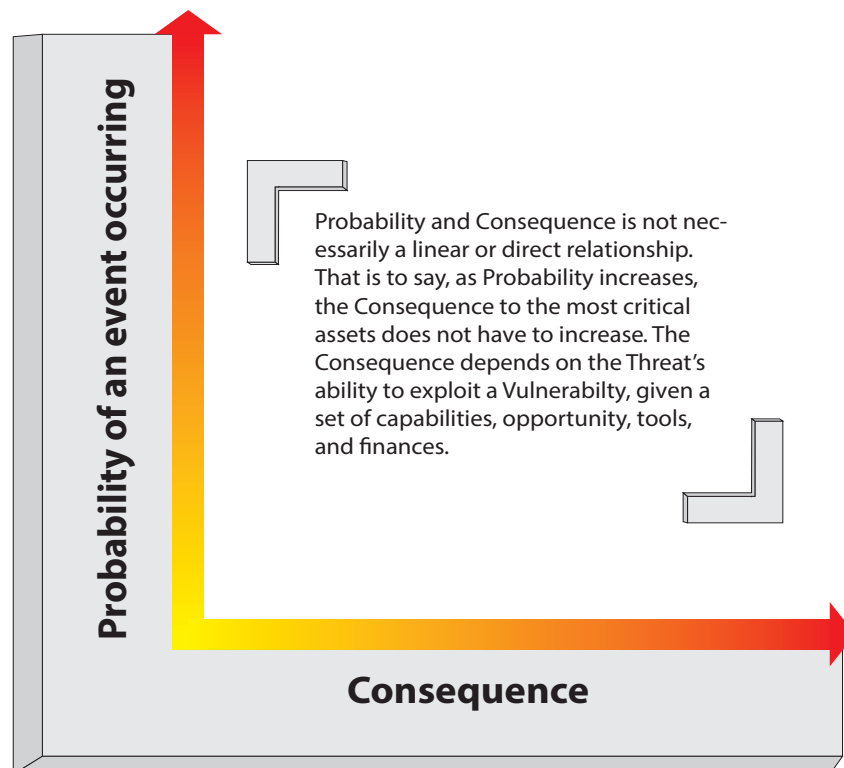 Probability of an event occurring
Probability and Consequence is not nec-
essarily a linear or direct relationship.
That is to say, as Probability increases,
the Consequence to the most critical
assets does not have to increase. The
Consequence depends on the Threat’s
ability to exploit a Vulnerabilty, given a
set of capabilities, opportunity, tools,
and finances.
Consequence